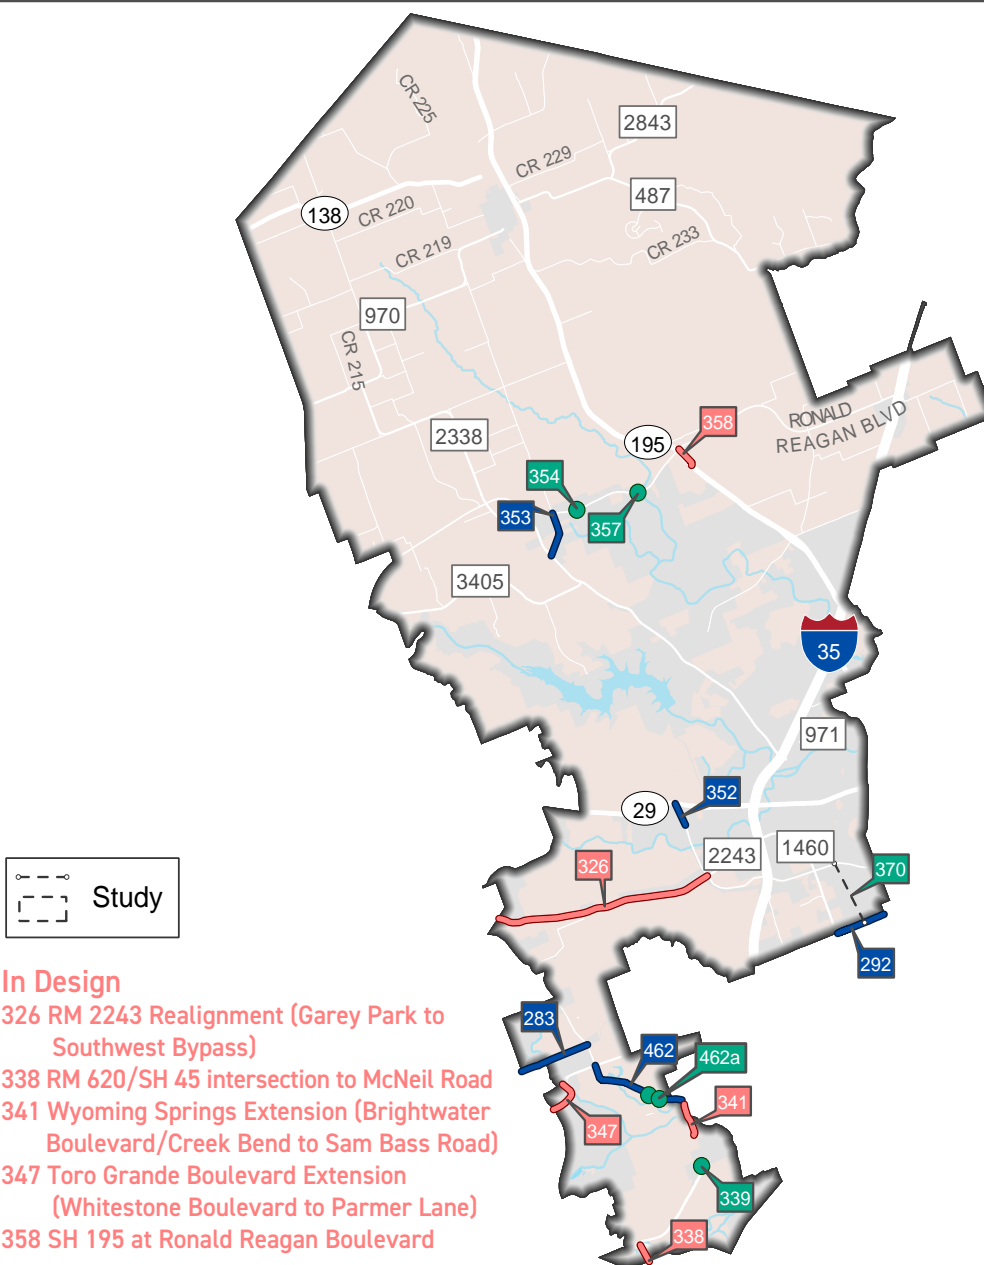 CR 225
2843
CR 229
487
138
CR 220
CR 233
CR 219
970
CR 215
RONALD
REAGAN BLVD
358
2338
195
354
353
357
3405
35
971
352
29
1460
2243
326
370
292
Study
In Design
326 RM 2243 Realignment (Garey Park to
Southwest Bypass)
338 RM 620/SH 45 intersection to McNeil Road
341 Wyoming Springs Extension (Brightwater
Boulevard/Creek Bend to Sam Bass Road)
347 Toro Grande Boulevard Extension
(Whitestone Boulevard to Parmer Lane)
358 SH 195 at Ronald Reagan Boulevard
283
462
462a
341
347
339
338